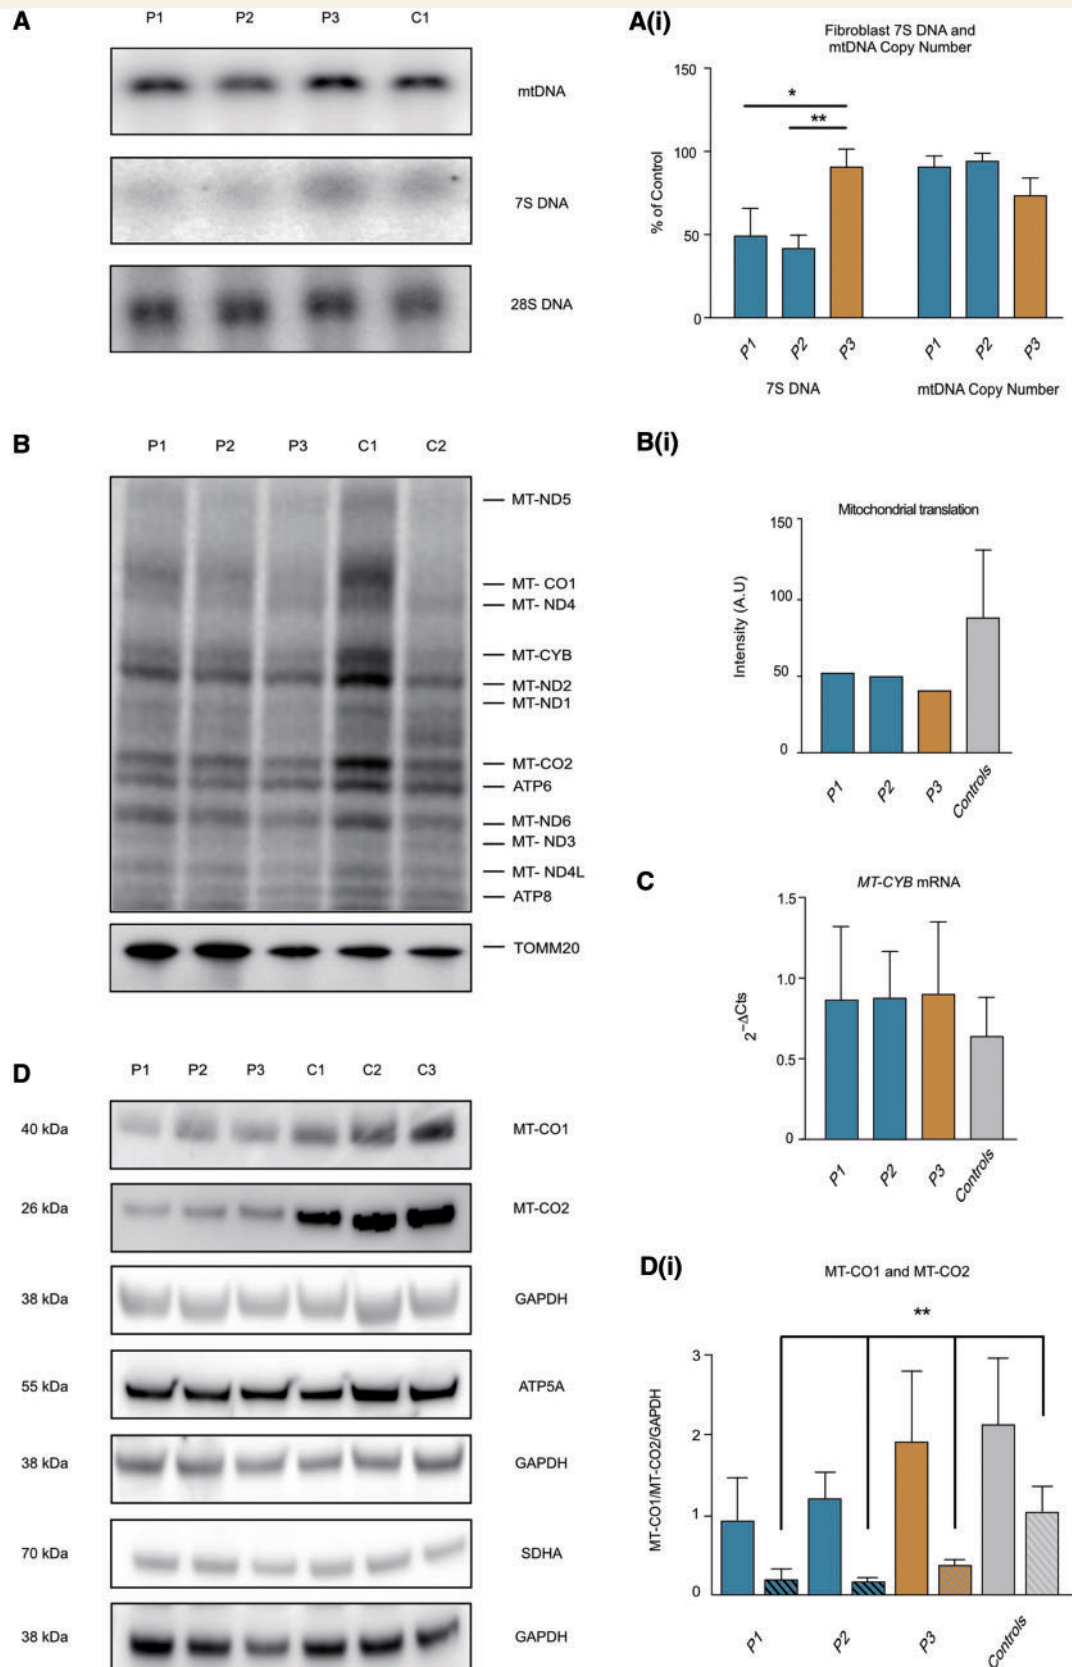 A
P1 P2 P3 C1
mtDNA
7S DNA
28S DNA
A(i)
Fibroblast 7S DNA and
mtDNA Copy Number
150
100
50
0
% of Control
*
**
P1 P2 P3 P1 P2 P3
7S DNA mtDNA Copy Number
B
P1 P2 P3 C1 C2
MT-ND5
MT- CO1
MT- ND4
MT-CYB
MT-ND2
MT-ND1
MT-CO2
ATP6
MT-ND6
MT- ND3
MT- ND4L
ATP8
TOMM20
B(i)
Mitochondrial translation
150
100
50
0
Intensity (A.U)
P1 P2 P3 Controls
C
MT-CYB mRNA
1.5
1.0
0.5
0
2−ΔCts
P1 P2 P3 Controls
D
P1 P2 P3 C1 C2 C3
40 kDa MT-CO1
26 kDa MT-CO2
38 kDa GAPDH
55 kDa ATP5A
38 kDa GAPDH
70 kDa SDHA
38 kDa GAPDH
D(i)
MT-CO1 and MT-CO2
**
3
2
1
0
MT-CO1/MT-CO2/GAPDH
P1 P2 P3 Controls